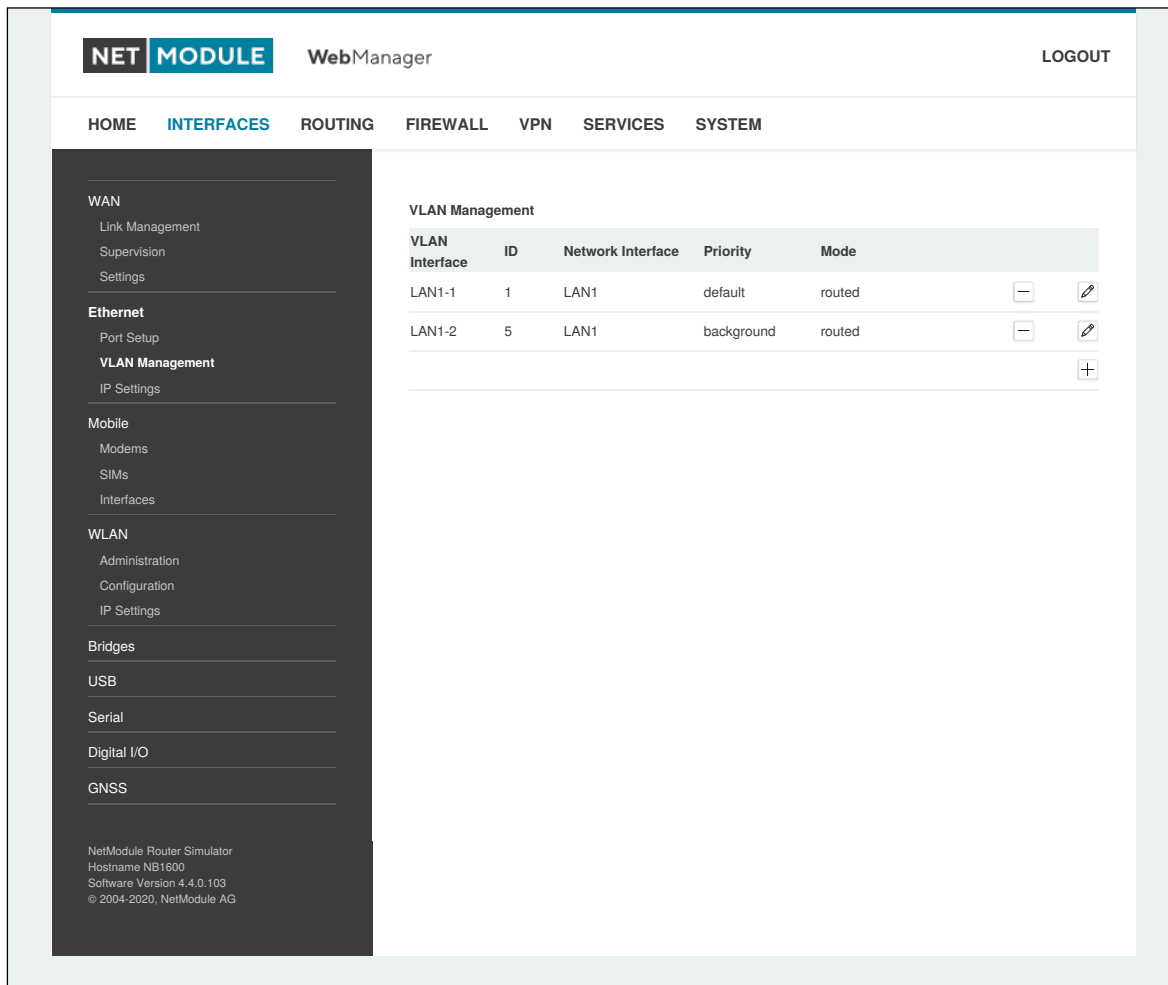 NET MODULE WebManager LOGOUT
HOME INTERFACES ROUTING FIREWALL VPN SERVICES SYSTEM
WAN
Link Management
Supervision
Settings
Ethernet
Port Setup
VLAN Management
IP Settings
Mobile
Modems
SIMs
Interfaces
WLAN
Administration
Configuration
IP Settings
Bridges
USB
Serial
Digital I/O
GNSS
NetModule Router Simulator
Hostname NB1600
Software Version 4.4.0.103
© 2004-2020, NetModule AG
VLAN Management
VLAN Interface ID Network Interface Priority Mode
LAN1-1 1 LAN1 default routed
LAN1-2 5 LAN1 background routed